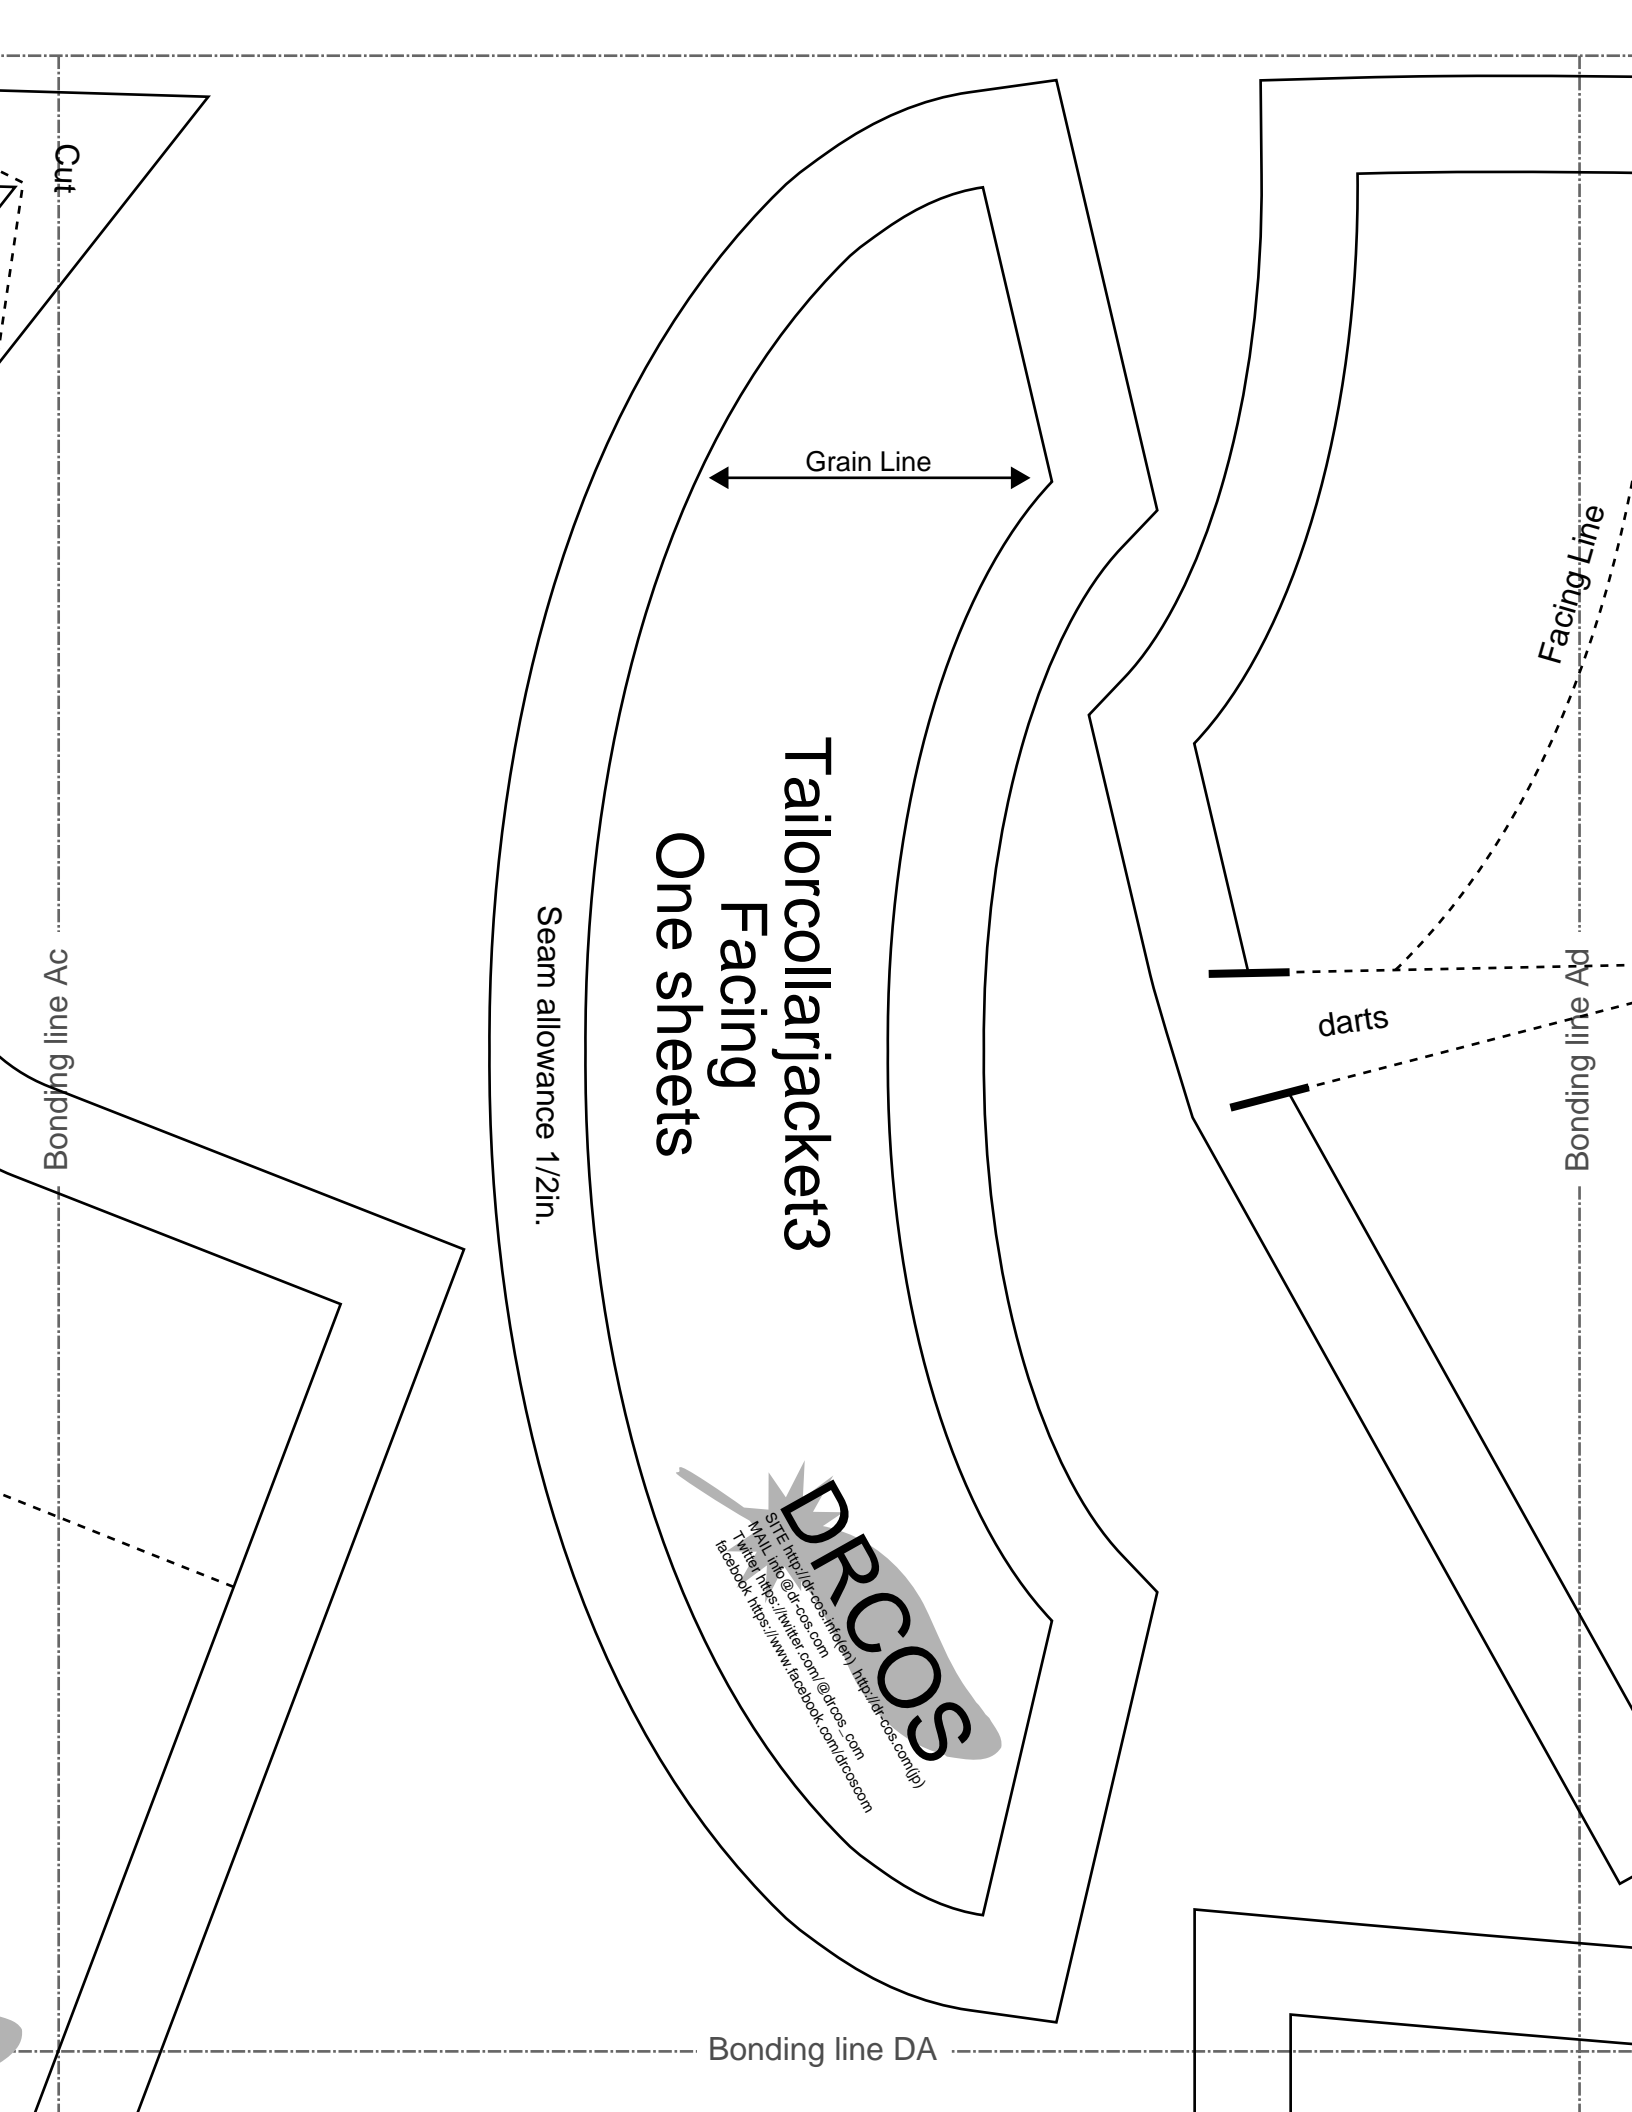 Cut
Grain Line
Facing Line
Tailorcollarjacket3
Facing
One sheets
Seam allowance 1/2in.
Bonding line Ac
darts
Bonding line Ad
DRCOS
SITE http://dr-cos.info(en) http://dr-cos.com(jp)
MAIL info@dr-cos.com
Twitter https://twitter.com/@drcos_com
facebook https://www.facebook.com/drcoscom
Bonding line DA